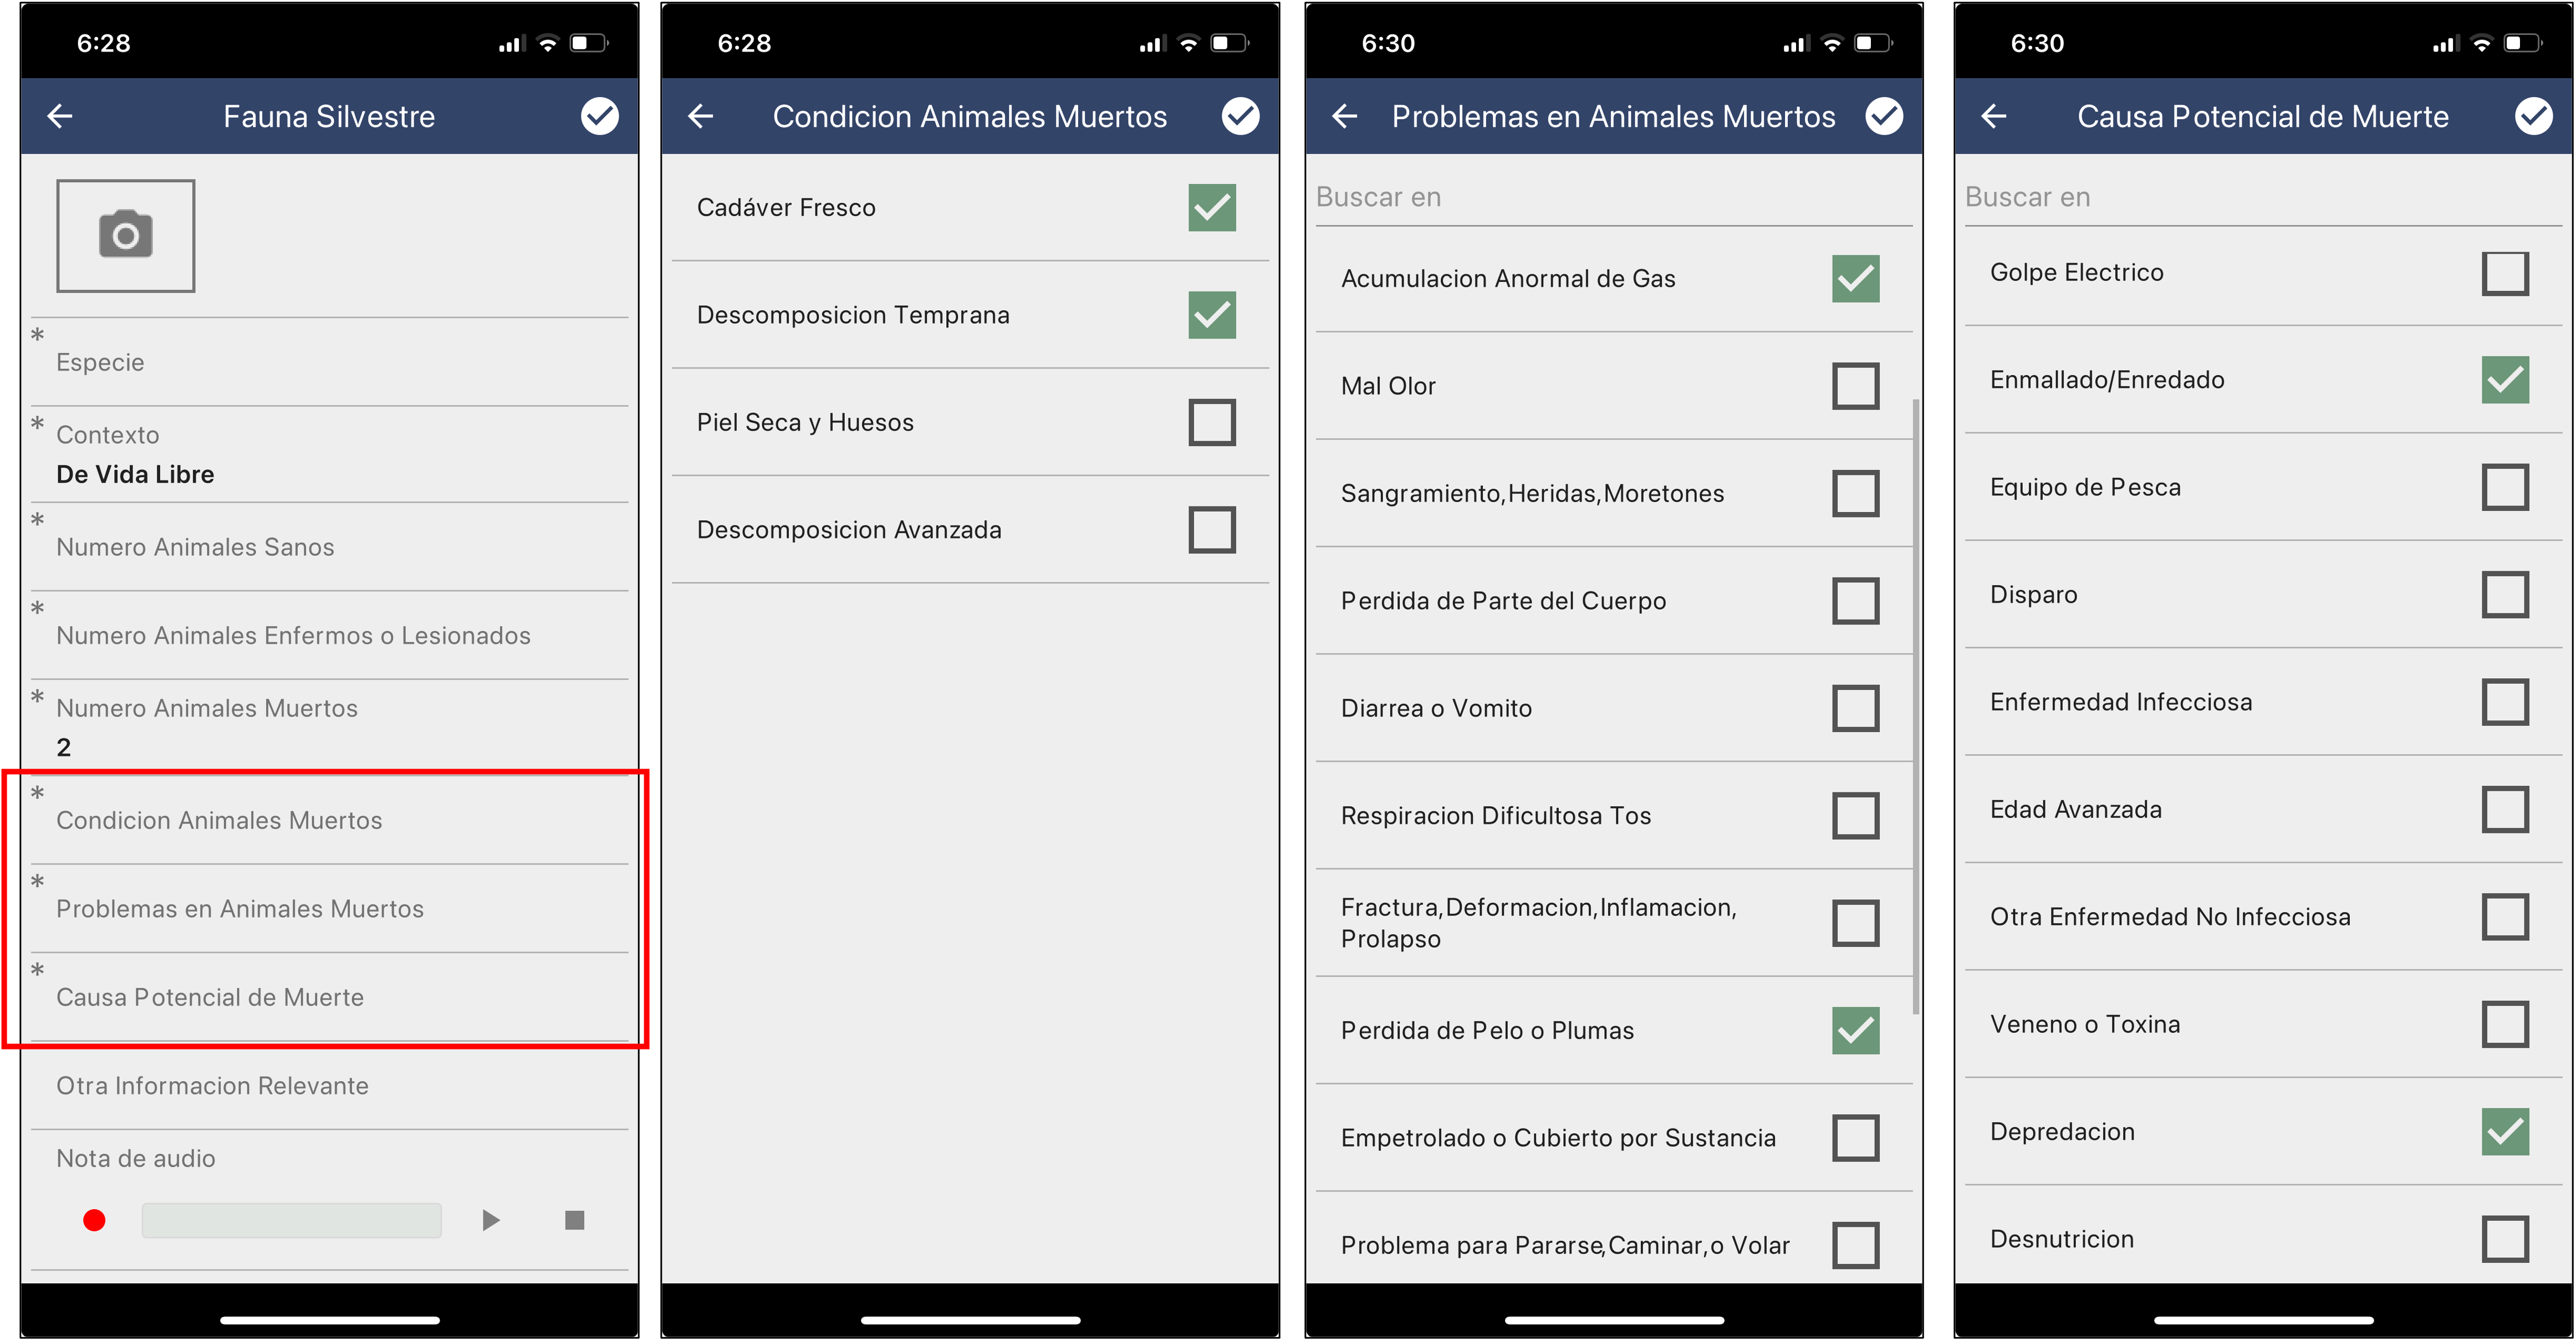 6:28
Fauna Silvestre
*
Especie
*
Contexto
De Vida Libre
*
Numero Animales Sanos
*
Numero Animales Enfermos o Lesionados
*
Numero Animales Muertos
2
*
Condicion Animales Muertos
*
Problemas en Animales Muertos
*
Causa Potencial de Muerte
Otra Informacion Relevante
Nota de audio
6:28
Condicion Animales Muertos
Cadáver Fresco
Descomposicion Temprana
Piel Seca y Huesos
Descomposicion Avanzada
6:30
Problemas en Animales Muertos
Buscar en
Acumulacion Anormal de Gas
Mal Olor
Sangramiento,Heridas,Moretones
Perdida de Parte del Cuerpo
Diarrea o Vomito
Respiracion Dificultosa Tos
Fractura,Deformacion,Inflamacion,
Prolapso
Perdida de Pelo o Plumas
Empetrolado o Cubierto por Sustancia
Problema para Pararse,Caminar,o Volar
6:30
Causa Potencial de Muerte
Buscar en
Golpe Electrico
Enmallado/Enredado
Equipo de Pesca
Disparo
Enfermedad Infecciosa
Edad Avanzada
Otra Enfermedad No Infecciosa
Veneno o Toxina
Depredacion
Desnutricion